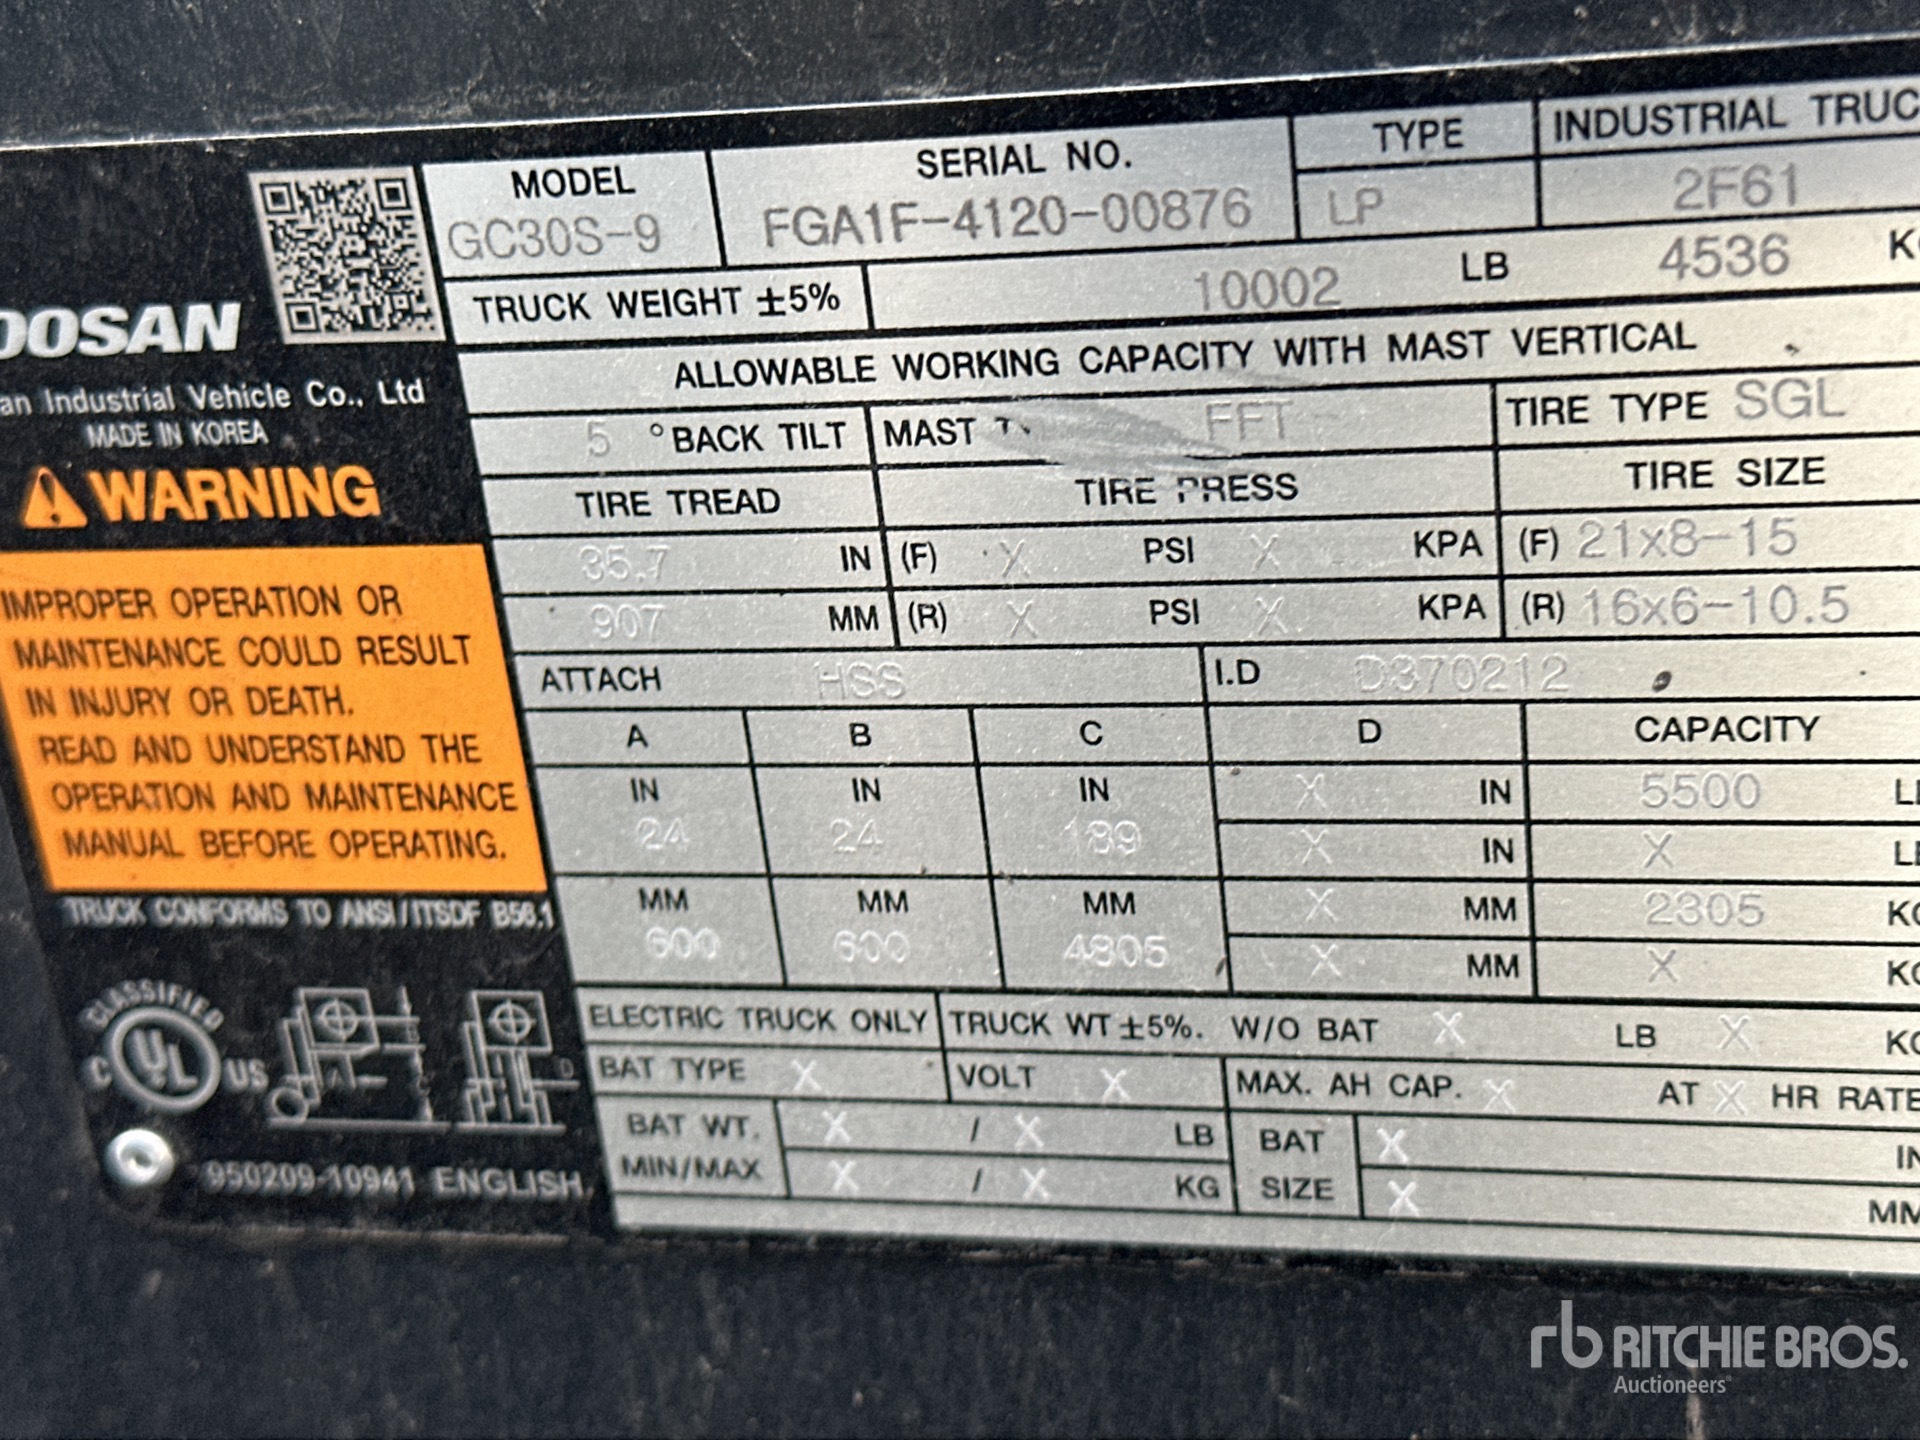 MODEL SERIAL NO. TYPE INDUSTRIAL TRUC
GC30S-9 FGA1F-4120-00876 LP 2F61
TRUCK WEIGHT ±5% 10002 LB 4536
OOSAN
an Industrial Vehicle Co., Ltd
MADE IN KOREA
WARNING
IMPROPER OPERATION OR
MAINTENANCE COULD RESULT
IN INJURY OR DEATH.
READ AND UNDERSTAND THE
OPERATION AND MAINTENANCE
MANUAL BEFORE OPERATING.
TRUCK CONFORMS TO ANSI/ITSDF B56.1
CLASSIFIED
C UL US
950209-10941 ENGLISH
ALLOWABLE WORKING CAPACITY WITH MAST VERTICAL
5 °BACK TILT MAST FFT TIRE TYPE SGL
TIRE TREAD TIRE PRESS TIRE SIZE
35.7 IN (F) X PSI X KPA (F) 21x8-15
907 MM (R) X PSI X KPA (R) 16x6-10.5
ATTACH HSS I.D D370212
A B C D CAPACITY
IN IN IN X IN 5500
24 24 189 X IN X
MM MM MM X MM 2305
600 600 4805 X MM X
ELECTRIC TRUCK ONLY TRUCK WT ±5%. W/O BAT X LB X
BAT TYPE X VOLT X MAX. AH CAP. X AT X HR RATE
BAT WT. X / X LB BAT X IN
MIN/MAX X / X KG SIZE X MM
rb RITCHIE BROS.
Auctioneers